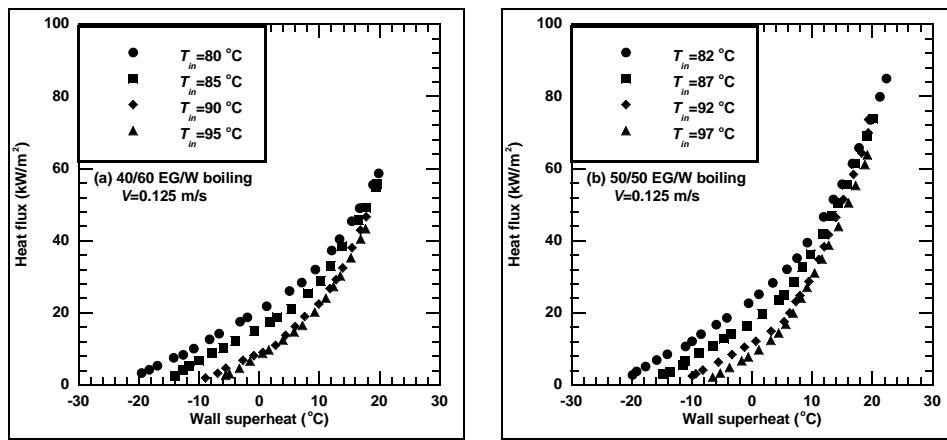 100
80
60
40
20
0
Heat flux (kW/m²)
T_in=80 °C
T_in=85 °C
T_in=90 °C
T_in=95 °C
(a) 40/60 EG/W boiling
V=0.125 m/s
-30 -20 -10 0 10 20 30
Wall superheat (°C)
100
80
60
40
20
0
Heat flux (kW/m²)
T_in=82 °C
T_in=87 °C
T_in=92 °C
T_in=97 °C
(b) 50/50 EG/W boiling
V=0.125 m/s
-30 -20 -10 0 10 20 30
Wall superheat (°C)